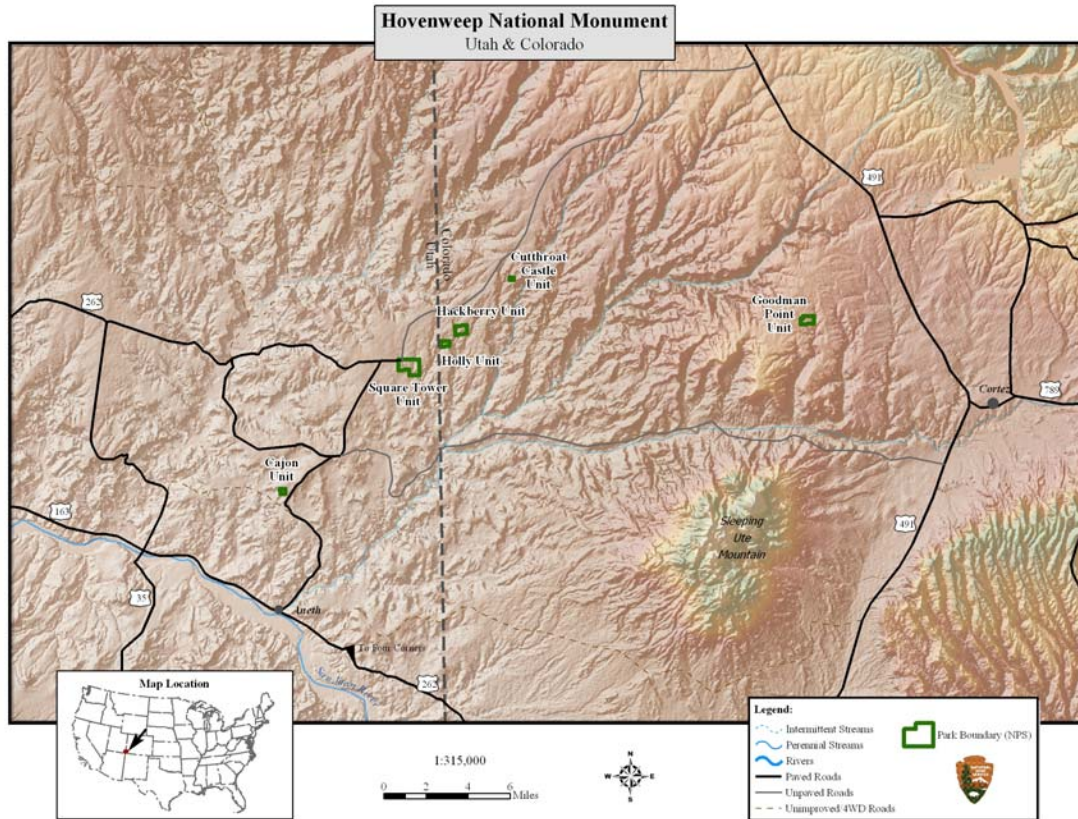 Hovenweep National Monument
Utah & Colorado
491
Colorado
Utah
Cutthroat
Castle
Unit
262
Hackberry Unit
Goodman
Point
Unit
Holly Unit
Square Tower
Unit
Cortez
789
Cajon
Unit
163
Sleeping
Ute
Mountain
491
35
Aneth
To Four Corners
San Juan River
262
Map Location
1:315,000
0 2 4 6
Miles
N
W E
S
Legend:
Intermittent Streams
Perennial Streams
Rivers
Paved Roads
Unpaved Roads
Unimproved/4WD Roads
Park Boundary (NPS)